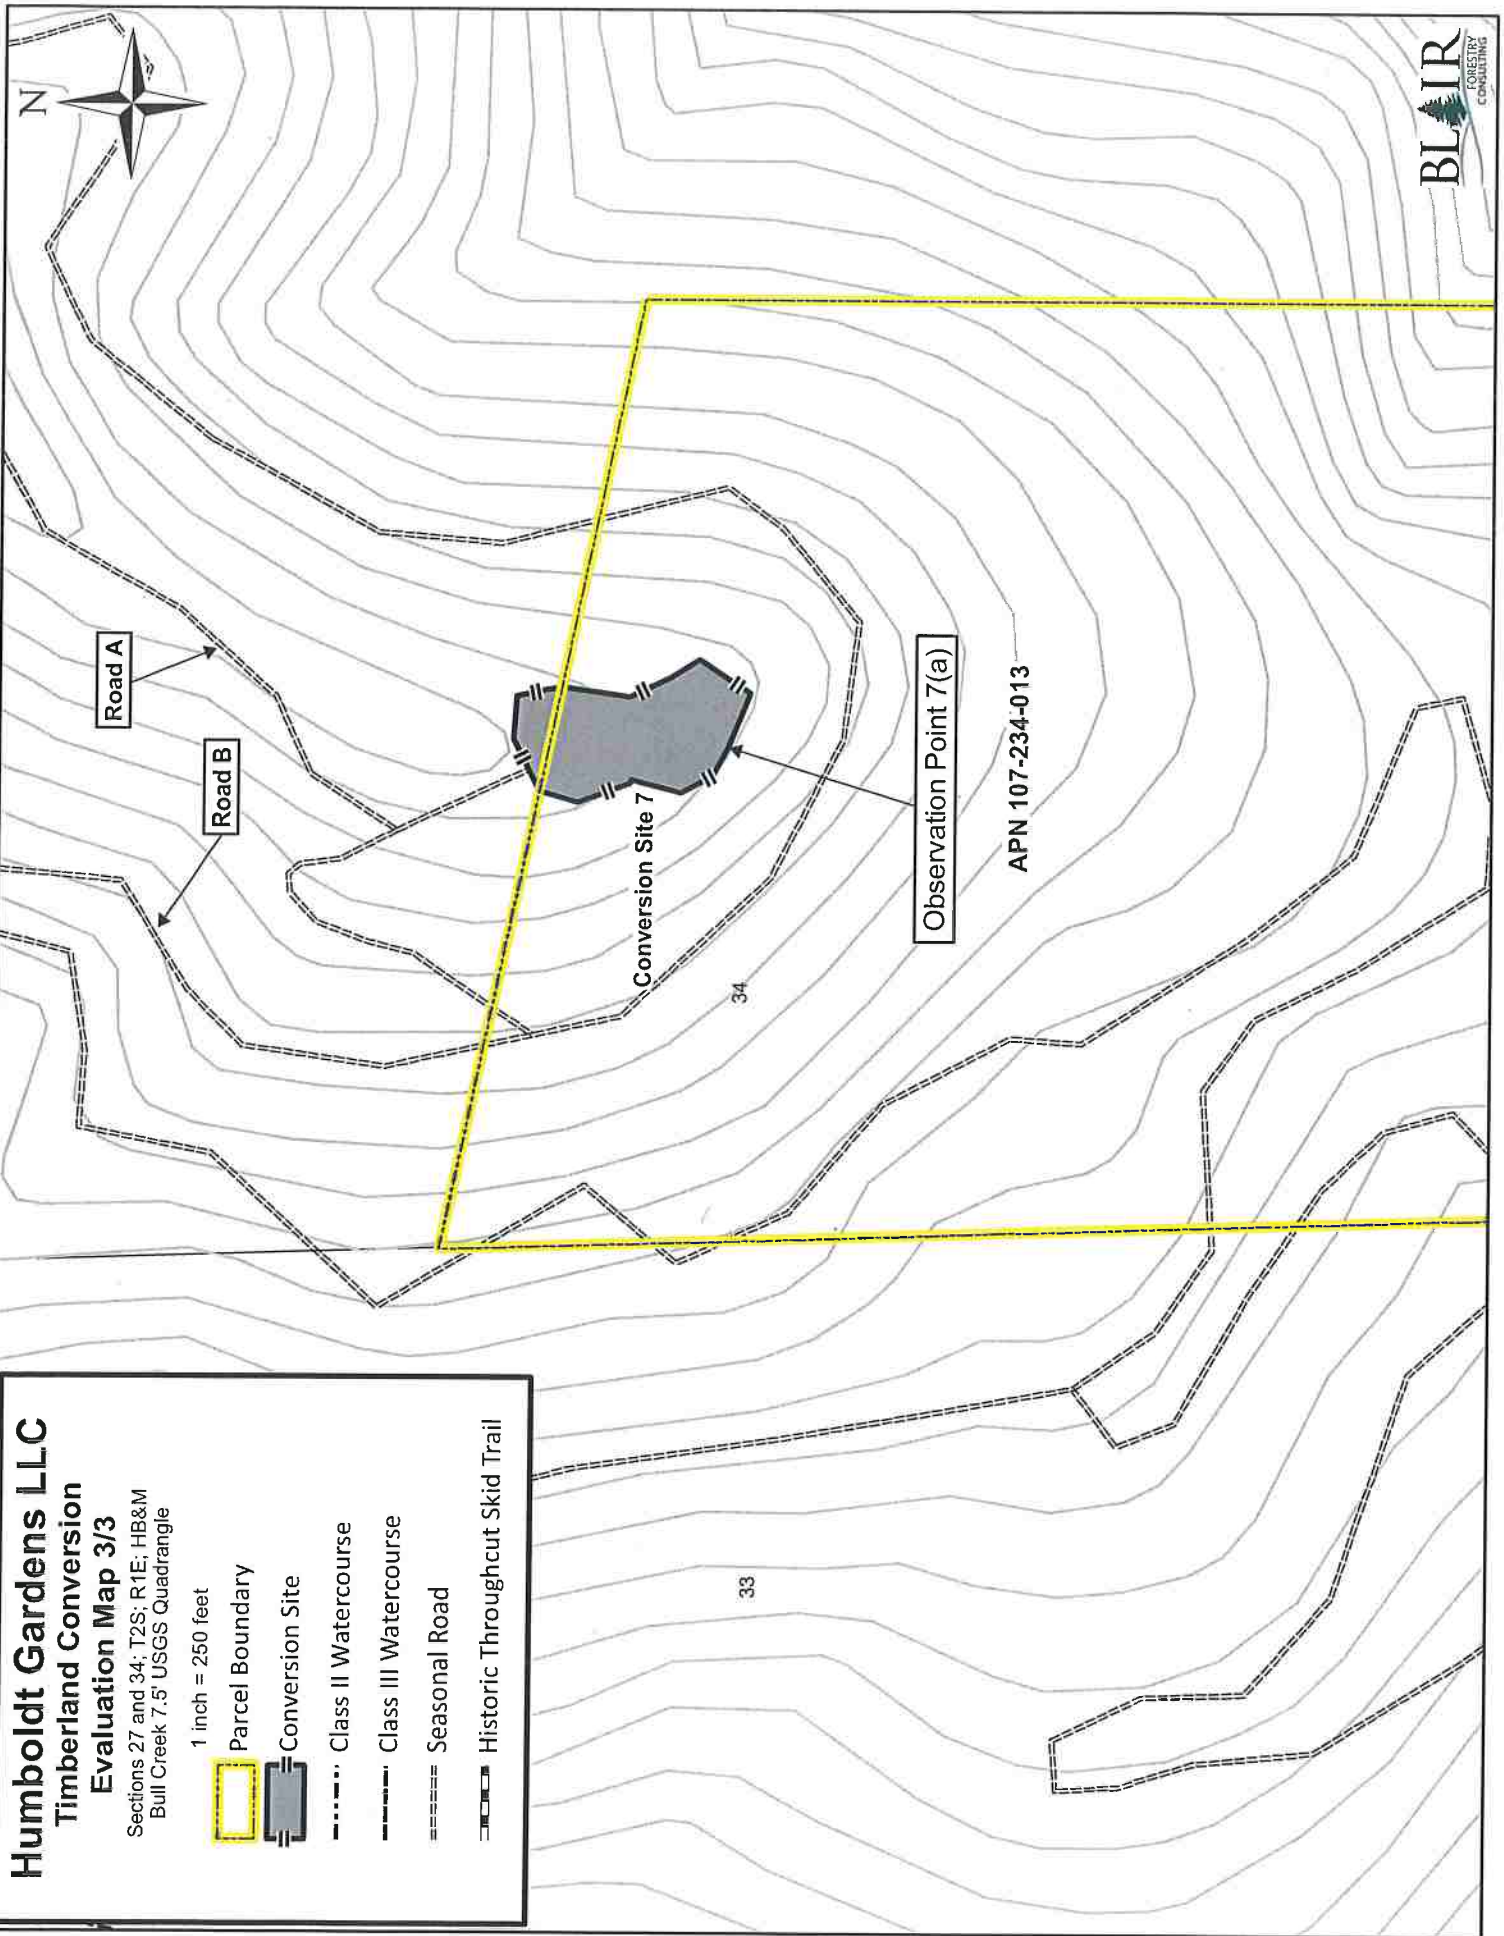 Humboldt Gardens LLC
Timberland Conversion
Evaluation Map 3/3
Sections 27 and 34; T2S; R1E; HB&M
Bull Creek 7.5' USGS Quadrangle
1 inch = 250 feet
Parcel Boundary
Conversion Site
Class II Watercourse
Class III Watercourse
Seasonal Road
Historic Throughcut Skid Trail
N
Road A
Road B
Conversion Site 7
34
Observation Point 7(a)
APN 107-234-013
33
BLAIR
FORESTRY
CONSULTING